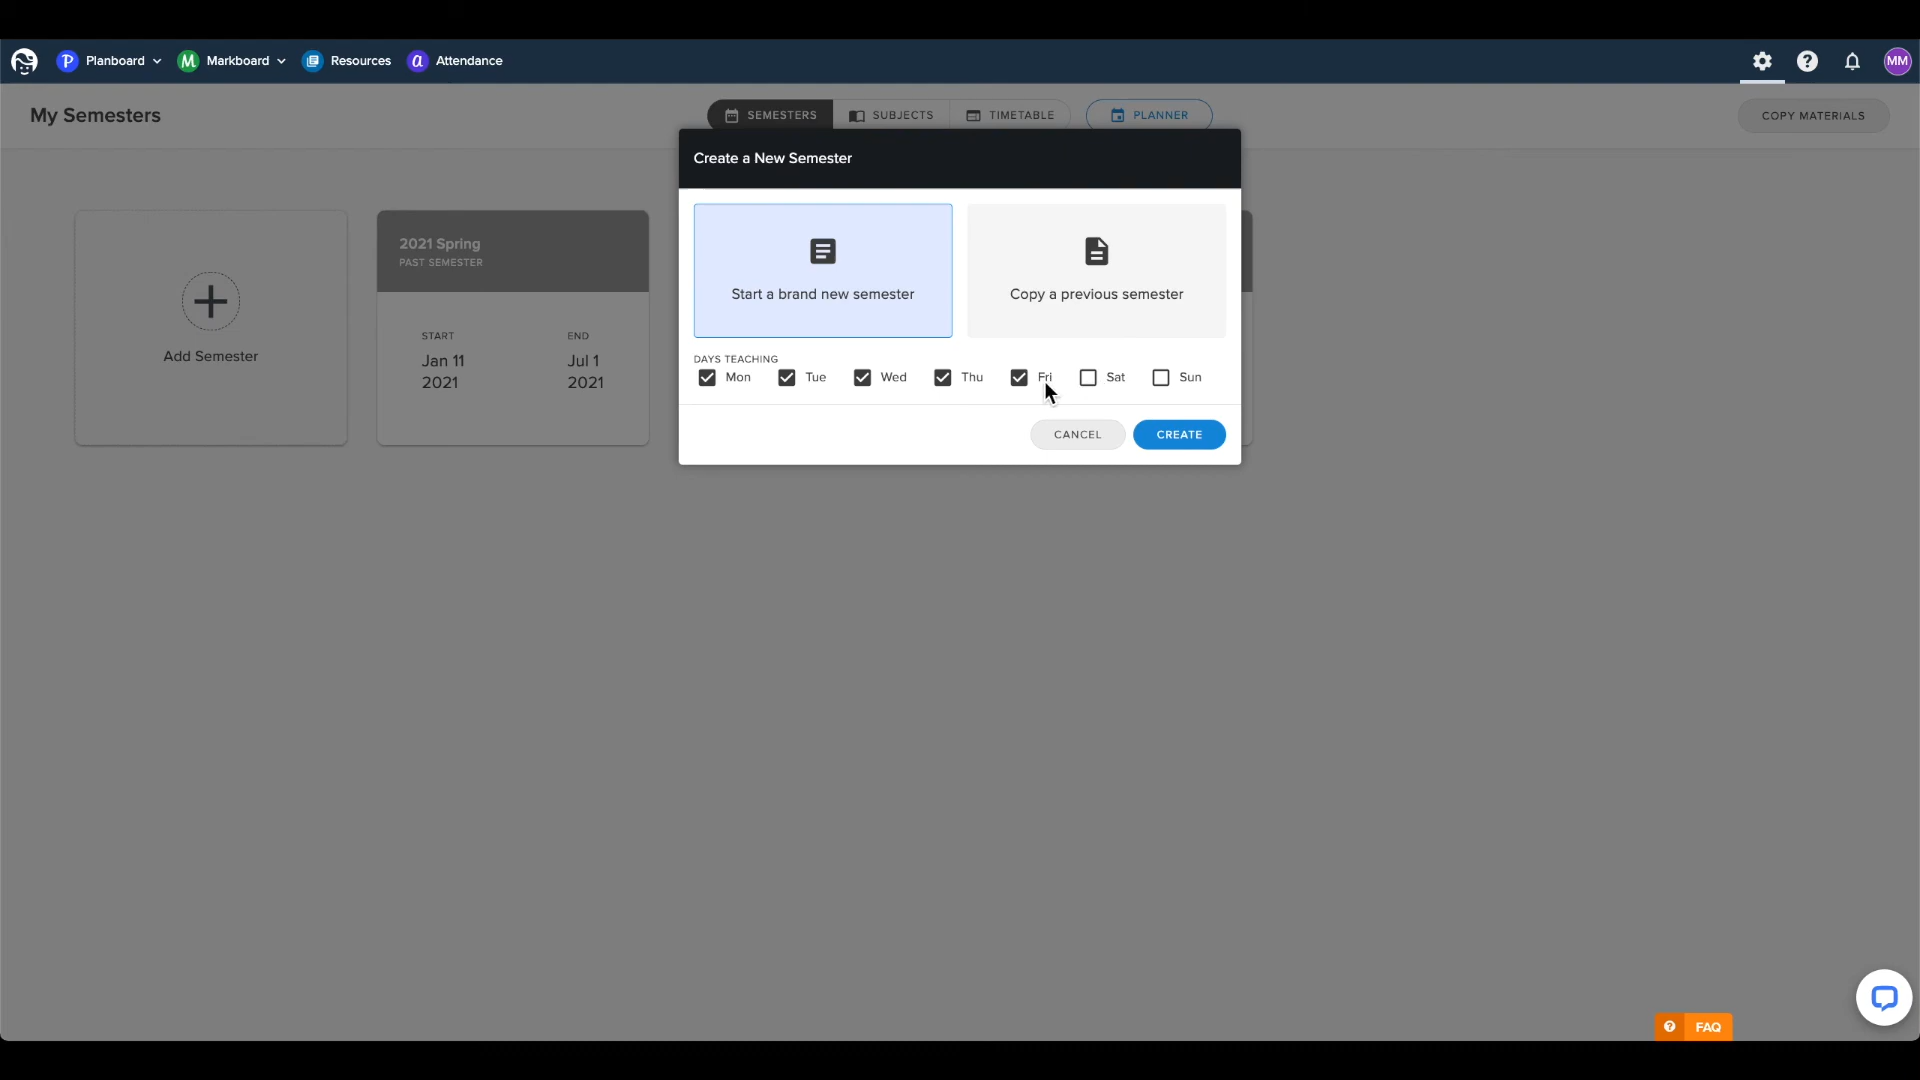 P Planboard M Markboard Resources a Attendance ? MM
My Semesters
SEMESTERS SUBJECTS TIMETABLE PLANNER
COPY MATERIALS
Create a New Semester
Start a brand new semester
Copy a previous semester
DAYS TEACHING
Mon Tue Wed Thu Fri Sat Sun
CANCEL CREATE
Add Semester
2021 Spring
PAST SEMESTER
START END
Jan 11 Jul 1
2021 2021
? FAQ